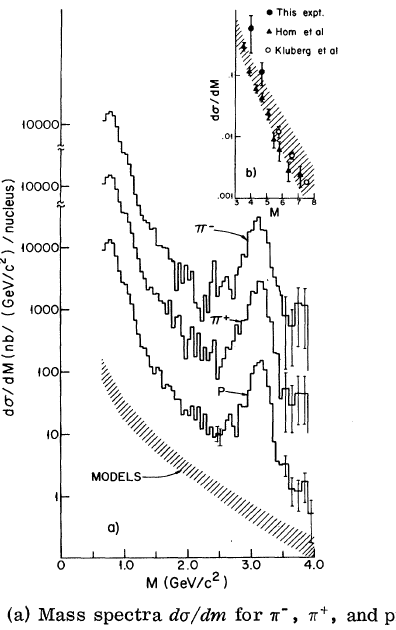 This expt.
Hom et al
Kluberg et al
dσ/dM
.1
.01
.001
3 4 5 6 7 8
M
b)
10000
10000
10000
1000
100
10
1
dσ/dM (nb/ (GeV/c²) / nucleus)
π⁻
π⁺
P
MODELS
a)
0 1.0 2.0 3.0 4.0
M (GeV/c²)
(a) Mass spectra dσ/dm for π⁻, π⁺, and p